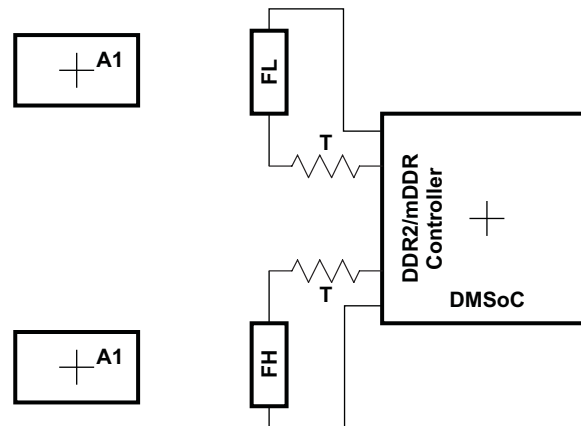 A1
FL
T
DDR2/mDDR
Controller
DMSoC
T
A1
FH